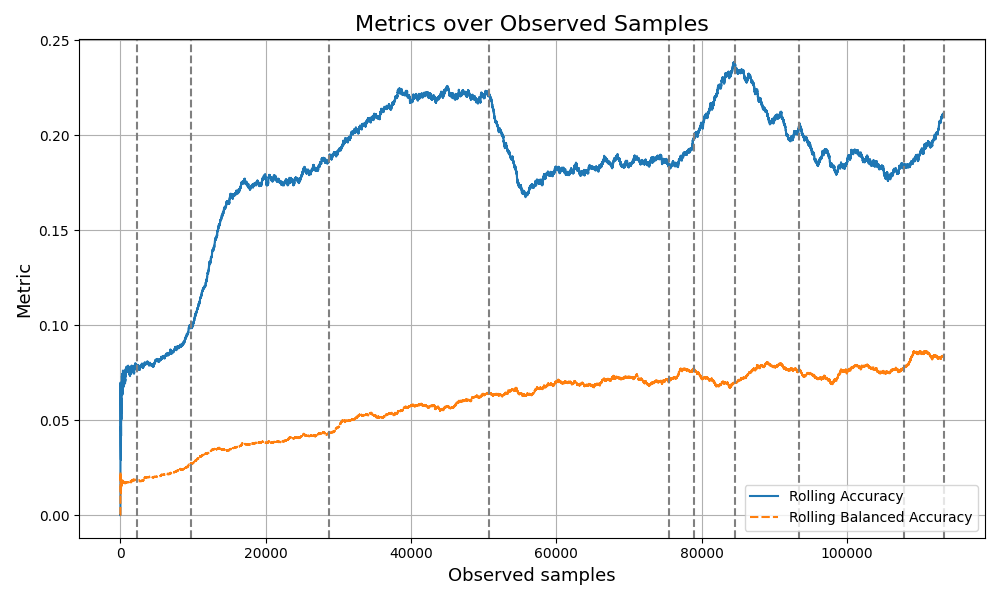 Metrics over Observed Samples
Metric
0.25
0.20
0.15
0.10
0.05
0.00
0
20000
40000
60000
80000
100000
Observed samples
Rolling Accuracy
Rolling Balanced Accuracy